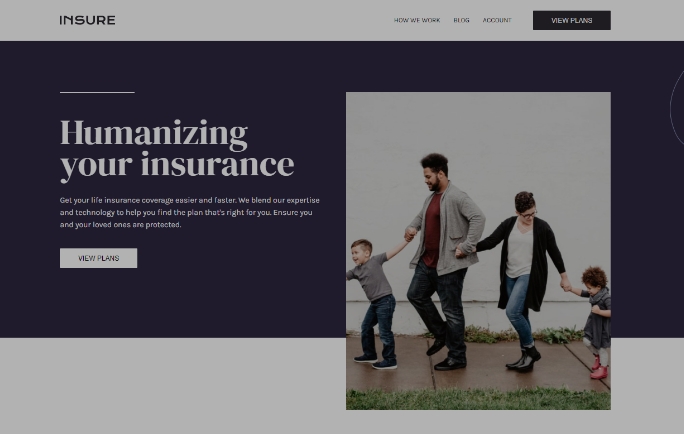 INSURE
HOW WE WORK
BLOG
ACCOUNT
VIEW PLANS
Humanizing
your insurance
Get your life insurance coverage easier and faster. We blend our expertise
and technology to help you find the plan that's right for you. Ensure you
and your loved ones are protected.
VIEW PLANS